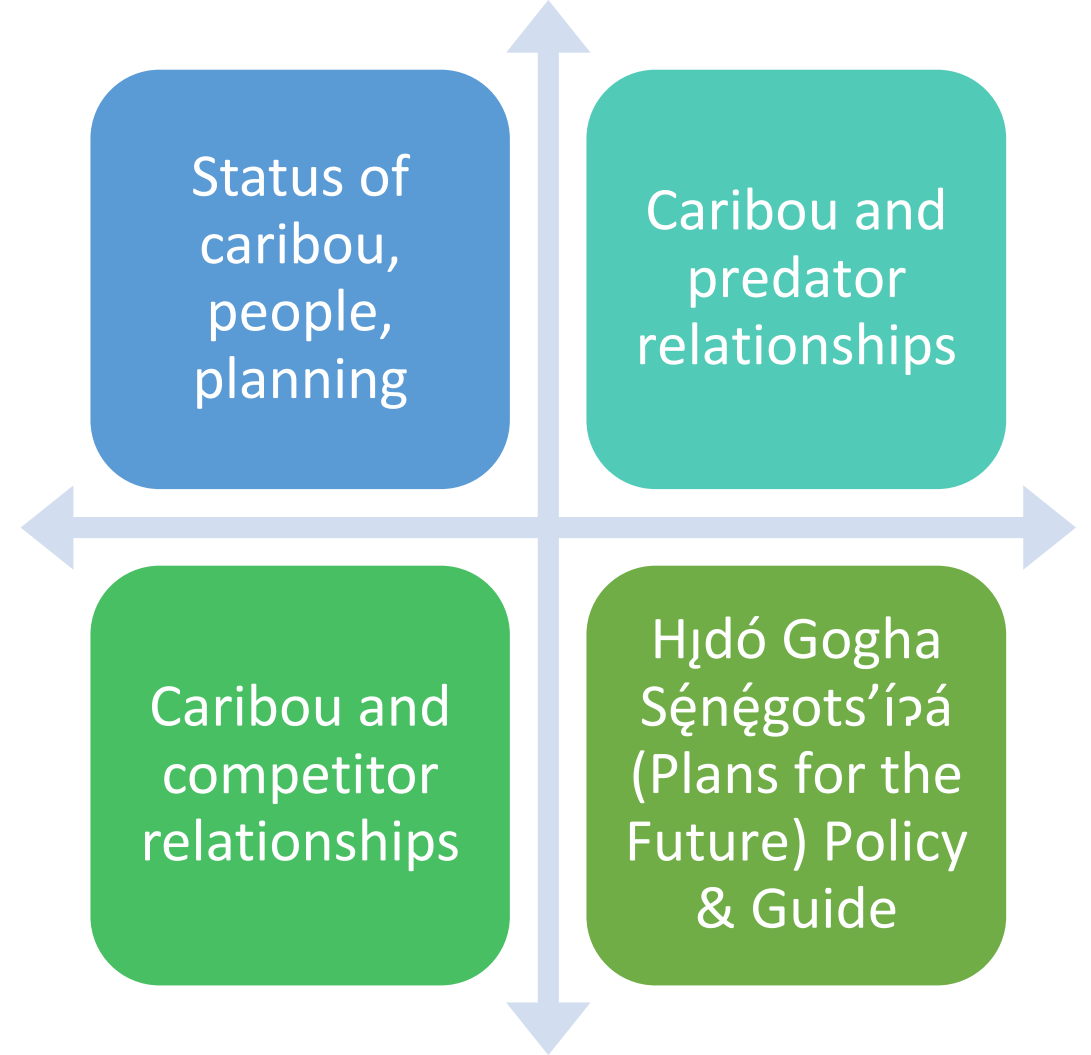 Status of
caribou,
people,
planning
Caribou and
predator
relationships
Caribou and
competitor
relationships
Hı̨dó Gogha
Sę́nę́gots’íɂá
(Plans for the
Future) Policy
& Guide